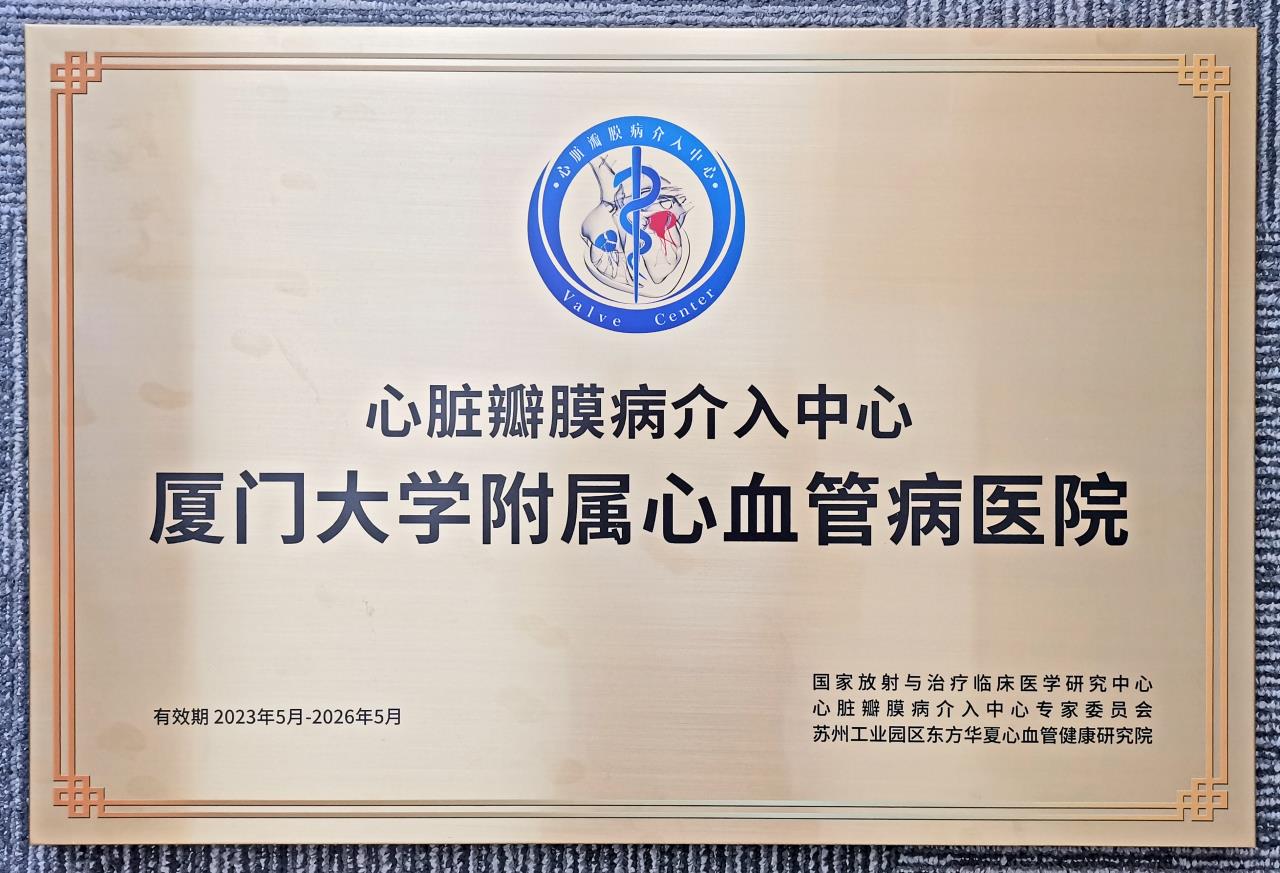 心脏瓣膜病介入中心
Valve Center
心脏瓣膜病介入中心
厦门大学附属心血管病医院
有效期 2023年5月-2026年5月
国家放射与治疗临床医学研究中心
心脏瓣膜病介入中心专家委员会
苏州工业园区东方华夏心血管健康研究院